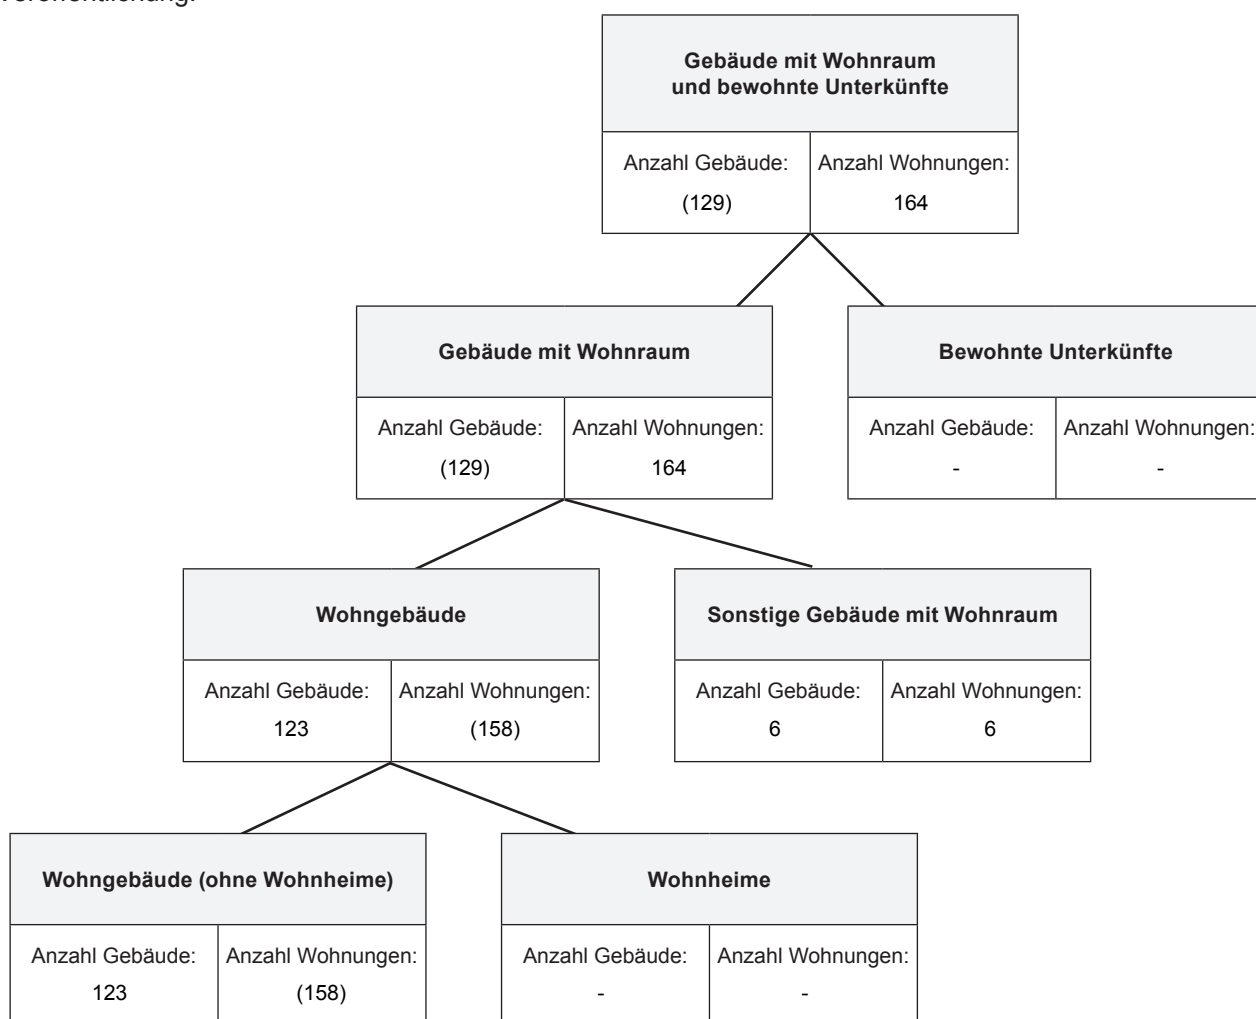 Gebäude mit Wohnraum
und bewohnte Unterkünfte
Anzahl Gebäude:
(129)
Anzahl Wohnungen:
164
Gebäude mit Wohnraum
Anzahl Gebäude:
(129)
Anzahl Wohnungen:
164
Bewohnte Unterkünfte
Anzahl Gebäude:
-
Anzahl Wohnungen:
-
Wohngebäude
Anzahl Gebäude:
123
Anzahl Wohnungen:
(158)
Sonstige Gebäude mit Wohnraum
Anzahl Gebäude:
6
Anzahl Wohnungen:
6
Wohngebäude (ohne Wohnheime)
Anzahl Gebäude:
123
Anzahl Wohnungen:
(158)
Wohnheime
Anzahl Gebäude:
-
Anzahl Wohnungen:
-